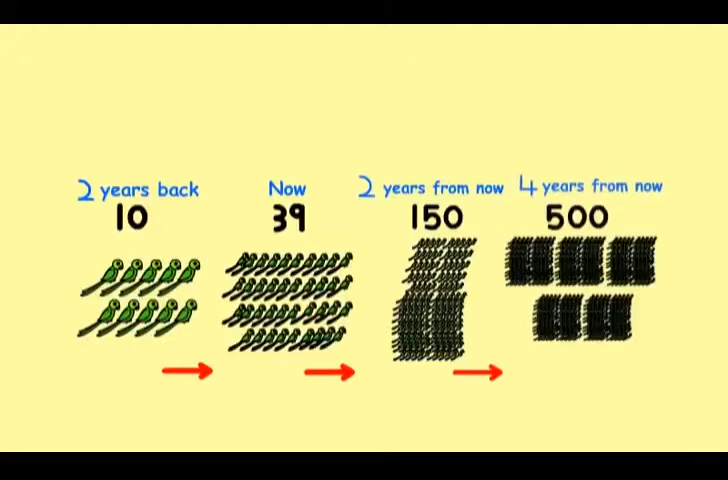 2 years back
10
Now
39
2 years from now
150
4 years from now
500